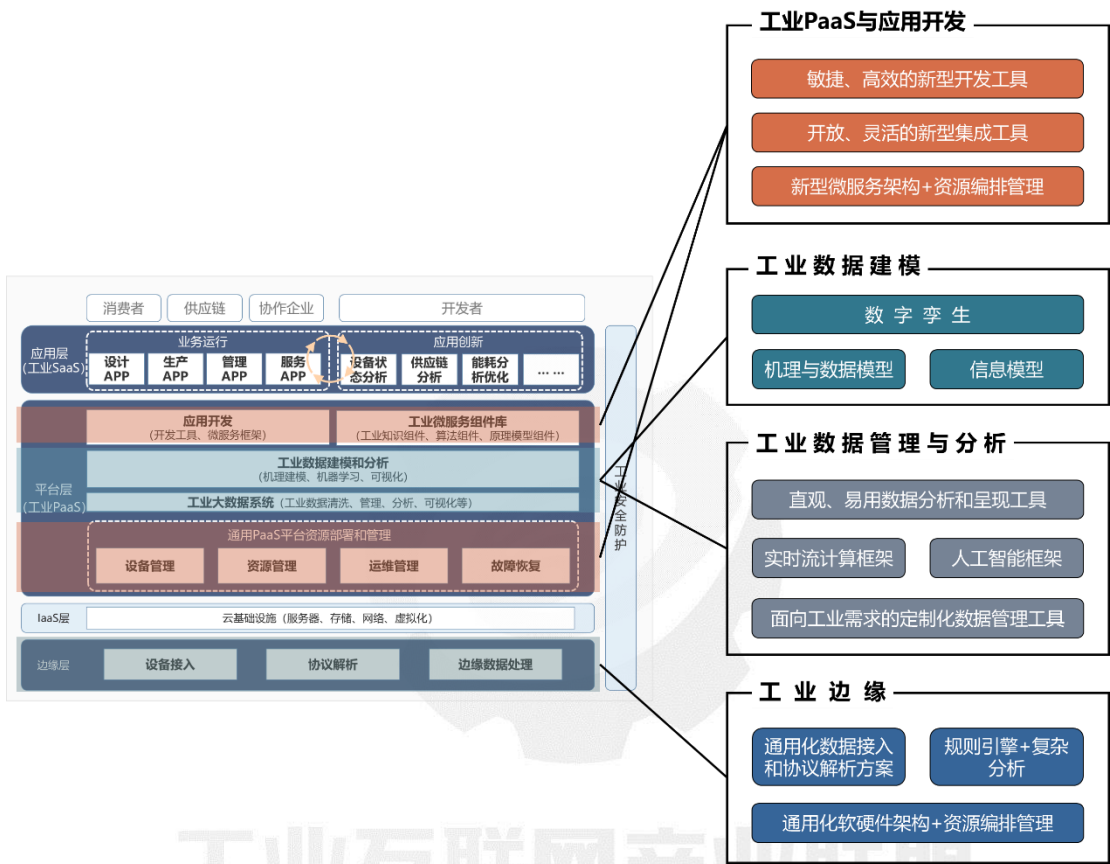 工业PaaS与应用开发
敏捷、高效的新型开发工具
开放、灵活的新型集成工具
新型微服务架构+资源编排管理
工业数据建模
数字孪生
机理与数据模型
信息模型
工业数据管理与分析
直观、易用数据分析和呈现工具
实时流计算框架
人工智能框架
面向工业需求的定制化数据管理工具
工业边缘
通用化数据接入
和协议解析方案
规则引擎+复杂
分析
通用化软硬件架构+资源编排管理
消费者
供应链
协作企业
开发者
应用层
(工业SaaS)
业务运行
设计
APP
生产
APP
管理
APP
服务
APP
应用创新
设备状
态分析
供应链
分析
能耗分
析优化
... ...
平台层
(工业PaaS)
应用开发
(开发工具、微服务框架)
工业微服务组件库
(工业知识组件、算法组件、原理模型组件)
工业数据建模和分析
(机理建模、机器学习、可视化)
工业大数据系统（工业数据清洗、管理、分析、可视化等）
通用PaaS平台资源部署和管理
设备管理
资源管理
运维管理
故障恢复
IaaS层
云基础设施（服务器、存储、网络、虚拟化）
边缘层
设备接入
协议解析
边缘数据处理
工业安全防护
工业互联网产业联盟